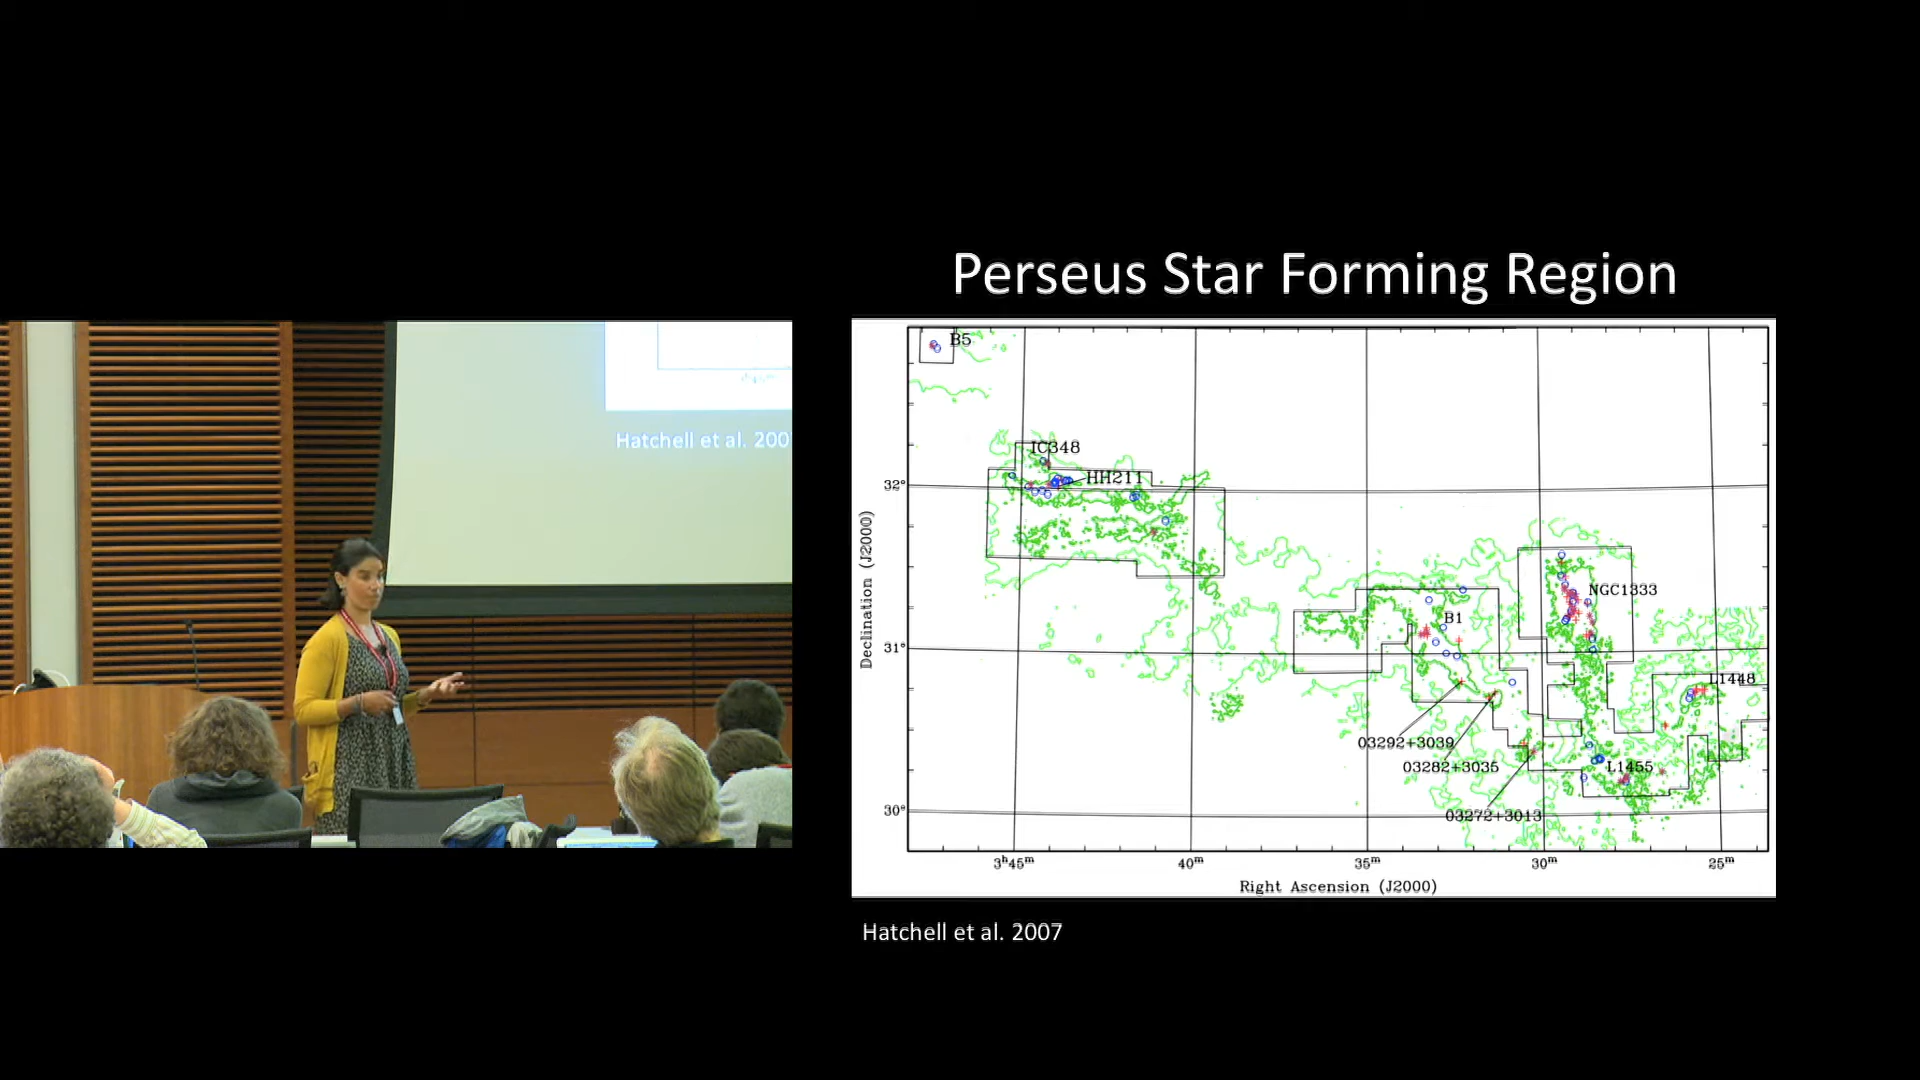 Perseus Star Forming Region
B5
IC348
HH211
NGC1333
B1
L1448
03292+3039
03282+3035
L1455
03272+3013
32°
31°
30°
Declination (J2000)
3ʰ45ᵐ 40ᵐ 35ᵐ 30ᵐ 25ᵐ
Right Ascension (J2000)
Hatchell et al. 2007
Hatchell et al. 200